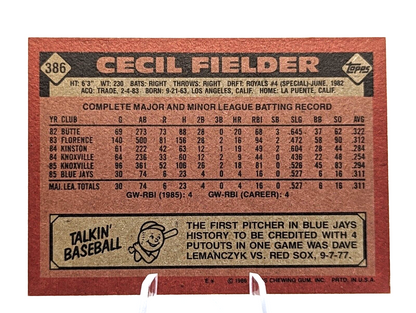 386
CECIL FIELDER
Topps
HT: 6'3" WT: 230 BATS: RIGHT THROWS: RIGHT DRFT: ROYALS #4 (SPECIAL)-JUNE, 1982
ACQ: TRADE, 2-4-83 BORN: 9-21-63, LOS ANGELES, CALIF. HOME: LA PUENTE, CALIF.
COMPLETE MAJOR AND MINOR LEAGUE BATTING RECORD
YR CLUB G AB R H 2B 3B HR RBI SB SLG BB SO AVG
82 BUTTE 69 273 73 88 28 0 20 68 3 .645 37 62 .322
83 FLORENCE 140 500 81 156 28 2 16 94 2 .472 58 90 .312
84 KINSTON 61 222 42 63 12 1 19 49 2 .604 28 44 .284
84 KNOXVILLE 64 236 33 60 12 2 9 34 0 .436 22 48 .254
85 KNOXVILLE 96 361 52 106 26 2 18 81 0 .526 45 83 .294
85 BLUE JAYS 30 74 6 23 4 0 4 16 0 .527 6 16 .311
MAJ. LEA. TOTALS 30 74 6 23 4 0 4 16 0 .527 6 16 .311
GW-RBI (1985): 4 GW-RBI (CAREER): 4
TALKIN' BASEBALL
THE FIRST PITCHER IN BLUE JAYS
HISTORY TO BE CREDITED WITH 4
PUTOUTS IN ONE GAME WAS DAVE
LEMANCZYK VS. RED SOX, 9-7-77.
CHEWING GUM, INC. PRTD. IN U.S.A.